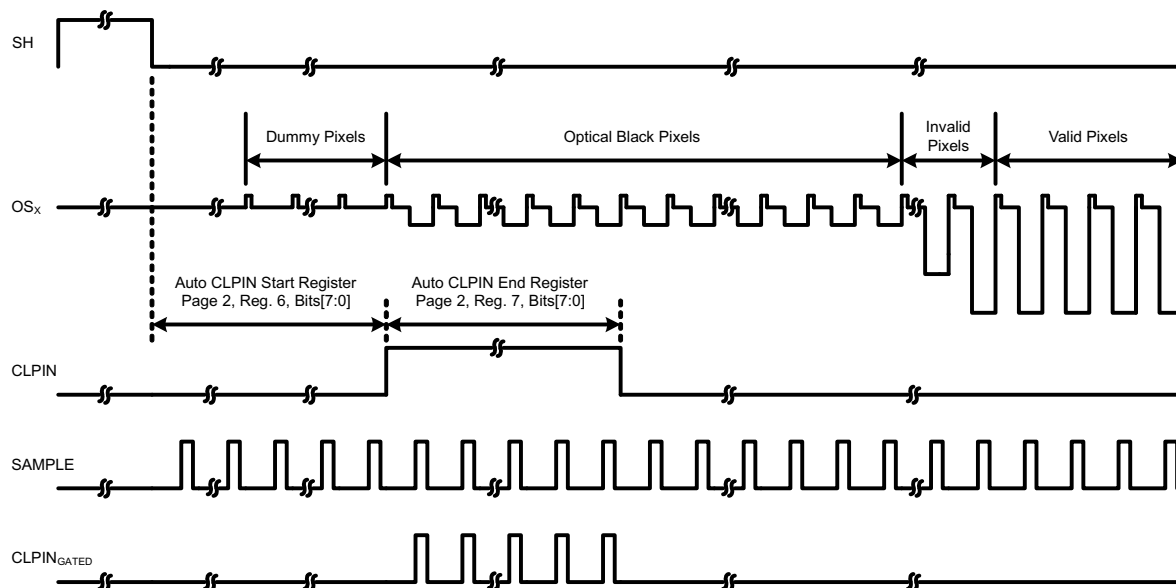 SH
Dummy Pixels
Optical Black Pixels
Invalid
Pixels
Valid Pixels
OSX
Auto CLPIN Start Register
Page 2, Reg. 6, Bits[7:0]
Auto CLPIN End Register
Page 2, Reg. 7, Bits[7:0]
CLPIN
SAMPLE
CLPINGATED